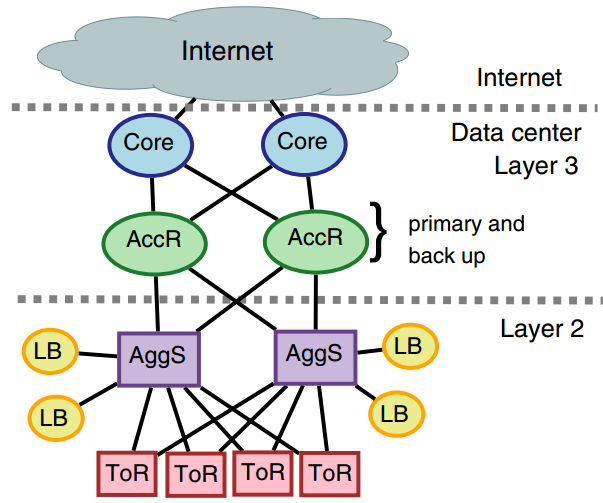 Internet
Internet
Core
Core
Data center
Layer 3
AccR
AccR
}
primary and
back up
Layer 2
LB
AggS
AggS
LB
LB
LB
ToR
ToR
ToR
ToR